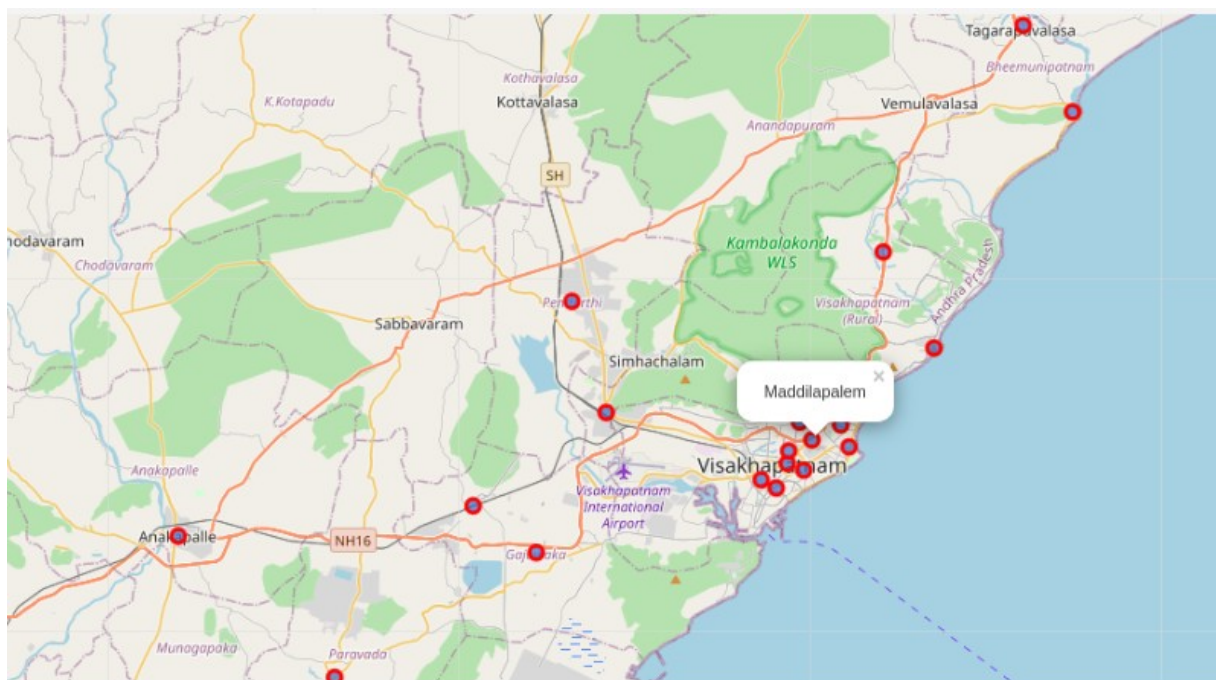 Tagarapuvalasa
Bheemunipatnam
Kothavalasa
Kottavalasa
K.Kotapadu
Vemulavalasa
Anandapuram
SH
Kambalakonda
WLS
Andhra Pradesh
Chodavaram
Visakhapatnam
(Rural)
Sabbavaram
Simhachalam
Maddilapalem
×
Visakhapatnam
Anakapalle
Visakhapatnam
International
Airport
Anakapalle
NH16
Munagapaka
Paravada